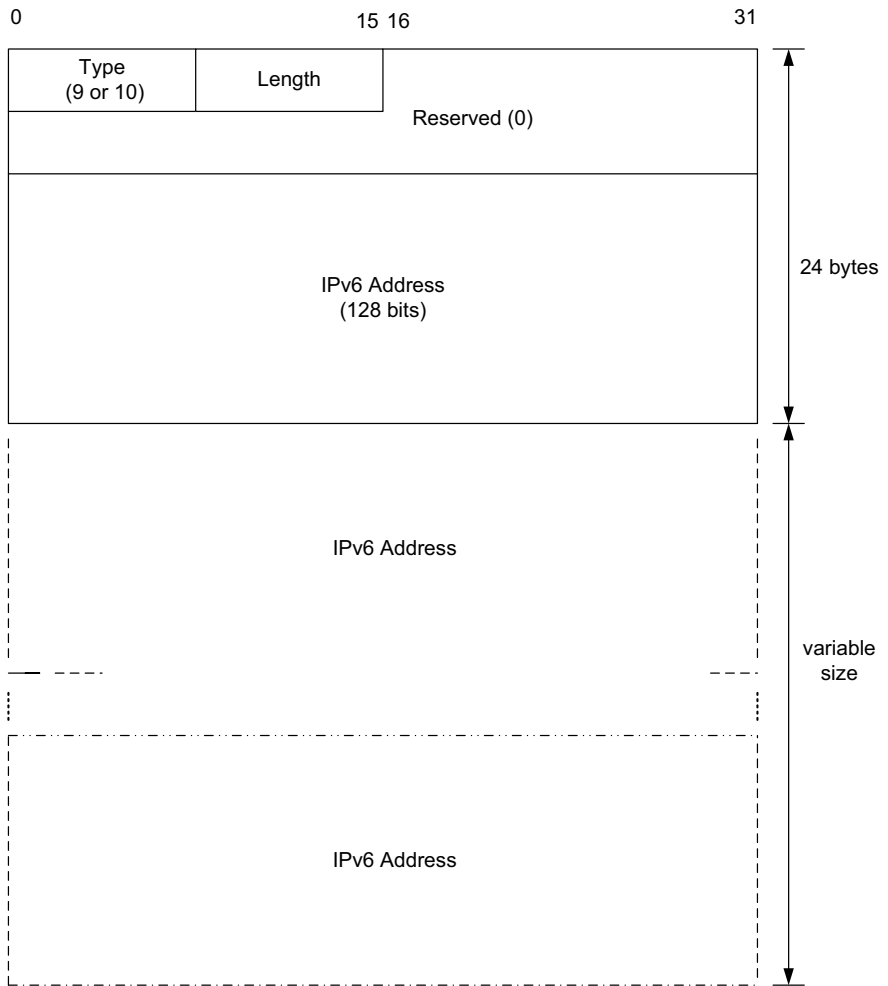 0
15 16
31
Type
(9 or 10)
Length
Reserved (0)
IPv6 Address
(128 bits)
24 bytes
IPv6 Address
variable
size
IPv6 Address